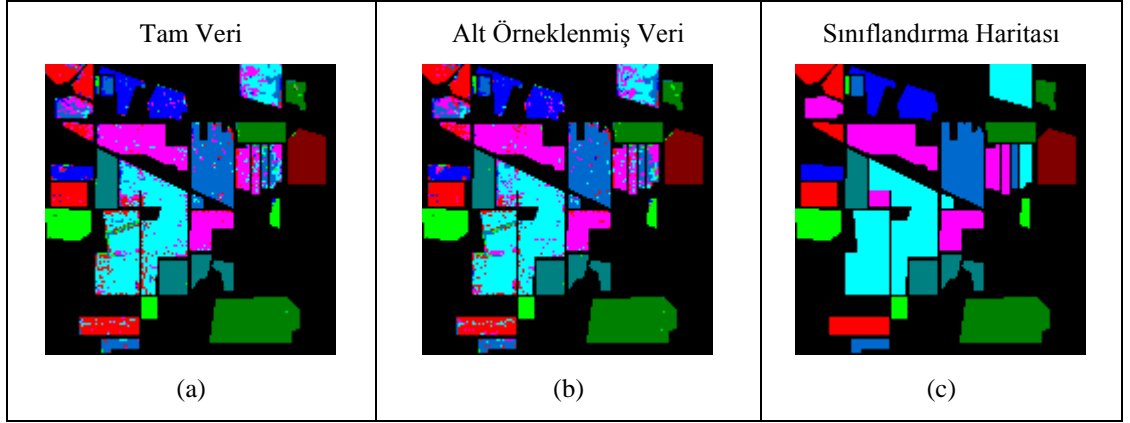 Tam Veri
Alt Örneklenmiş Veri
Sınıflandırma Haritası
(a)
(b)
(c)